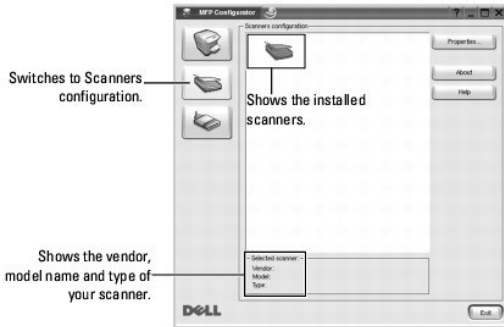 MFP Configurator
Scanners configuration
Properties...
About
Help
Switches to Scanners
configuration.
Shows the installed
scanners.
Shows the vendor,
model name and type of
your scanner.
Selected scanner:
Vendor:
Model:
Type:
DELL
Exit